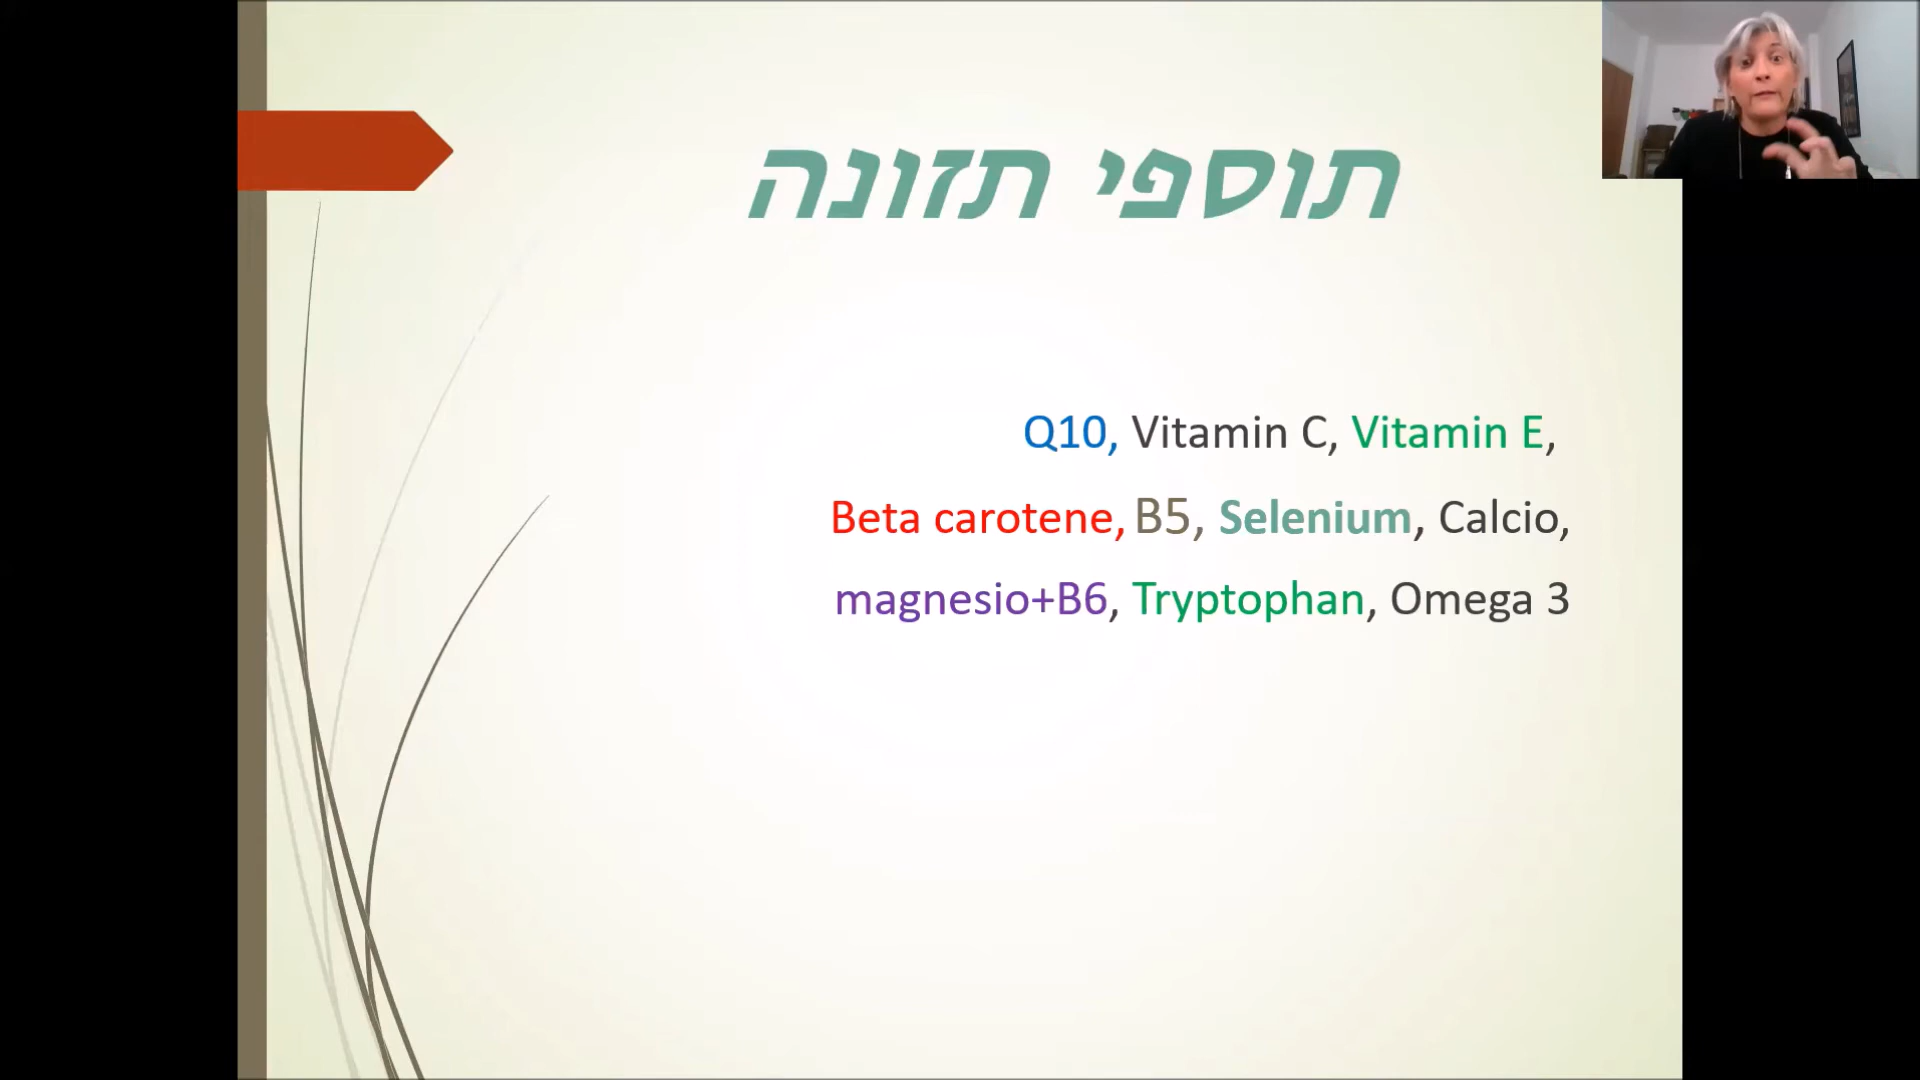 תוספי תזונה
Q10, Vitamin C, Vitamin E,
Beta carotene, B5, Selenium, Calcio,
magnesio+B6, Tryptophan, Omega 3